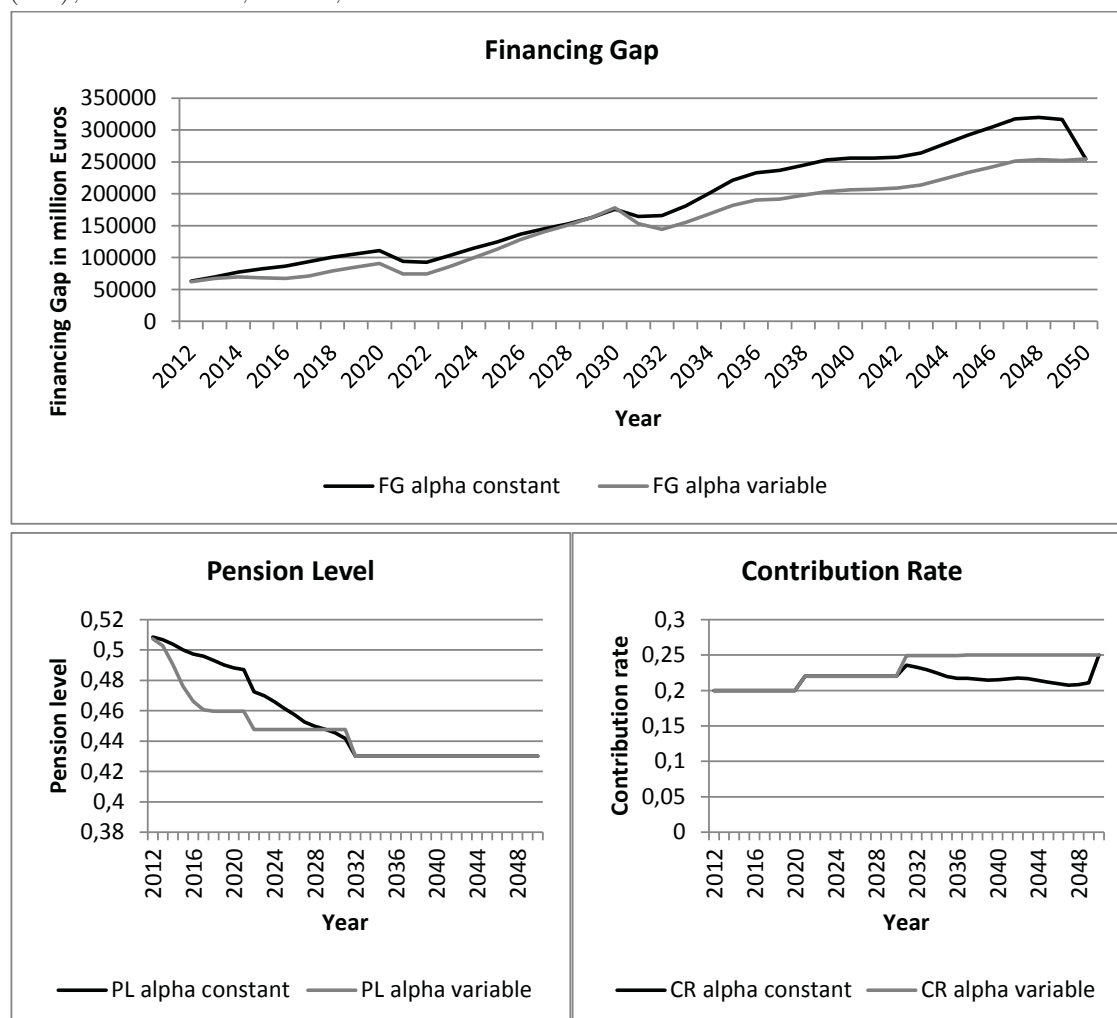 Financing Gap
Financing Gap in million Euros
350000
300000
250000
200000
150000
100000
50000
0
2012 2014 2016 2018 2020 2022 2024 2026 2028 2030 2032 2034 2036 2038 2040 2042 2044 2046 2048 2050
Year
FG alpha constant FG alpha variable
Pension Level
Pension level
0,52
0,5
0,48
0,46
0,44
0,42
0,4
0,38
2012 2016 2020 2024 2028 2032 2036 2040 2044 2048
Year
PL alpha constant PL alpha variable
Contribution Rate
Contribution rate
0,3
0,25
0,2
0,15
0,1
0,05
0
2012 2016 2020 2024 2028 2032 2036 2040 2044 2048
Year
CR alpha constant CR alpha variable